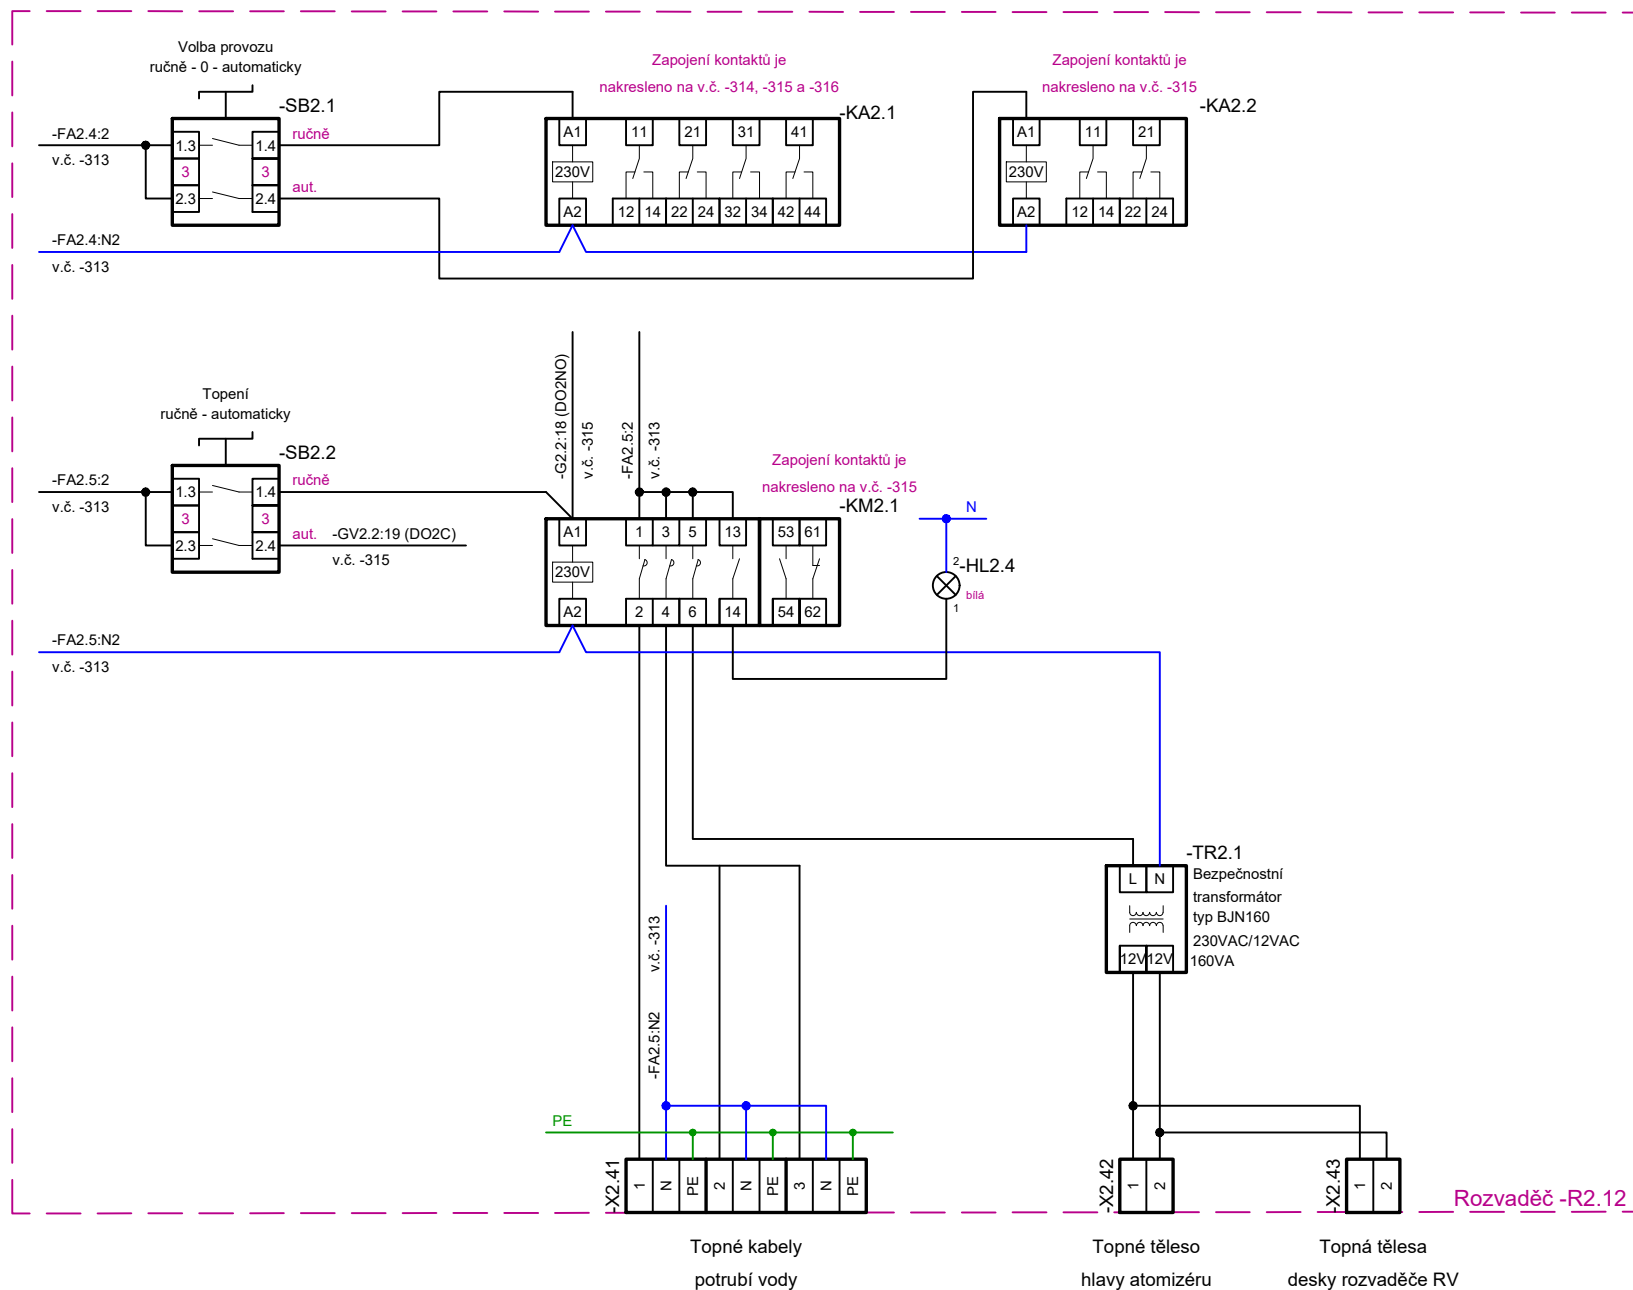 Volba provozu
ručně - 0 - automaticky
-SB2.1
-FA2.4:2
v.č. -313
1.3
1.4
3
3
2.3
2.4
ručně
aut.
-FA2.4:N2
v.č. -313
Zapojení kontaktů je
nakresleno na v.č. -314, -315 a -316
-KA2.1
A1
11
21
31
41
230V
A2
12
14
22
24
32
34
42
44
Zapojení kontaktů je
nakresleno na v.č. -315
-KA2.2
A1
11
21
230V
A2
12
14
22
24
Topení
ručně - automaticky
-SB2.2
-FA2.5:2
v.č. -313
1.3
1.4
3
3
2.3
2.4
ručně
aut.
-GV2.2:19 (DO2C)
v.č. -315
-FA2.5:N2
v.č. -313
-G2.2:18 (DO2NO)
v.č. -315
-FA2.5:2
v.č. -313
Zapojení kontaktů je
nakresleno na v.č. -315
-KM2.1
A1
1
3
5
13
53
61
230V
A2
2
4
6
14
54
62
N
2
-HL2.4
bílá
1
-TR2.1
L
N
Bezpečnostní
transformátor
typ BJN160
230VAC/12VAC
160VA
12V
12V
v.č. -313
-FA2.5:N2
PE
-X2.41
1
N
PE
2
N
PE
3
N
PE
-X2.42
1
2
-X2.43
1
2
Rozvaděč -R2.12
Topné kabely
potrubí vody
Topné těleso
hlavy atomizéru
Topná tělesa
desky rozvaděče RV